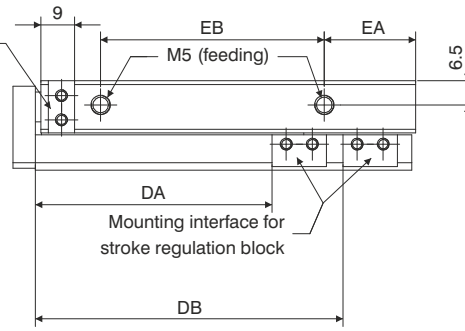 9
EB
EA
M5 (feeding)
6.5
DA
Mounting interface for
stroke regulation block
DB